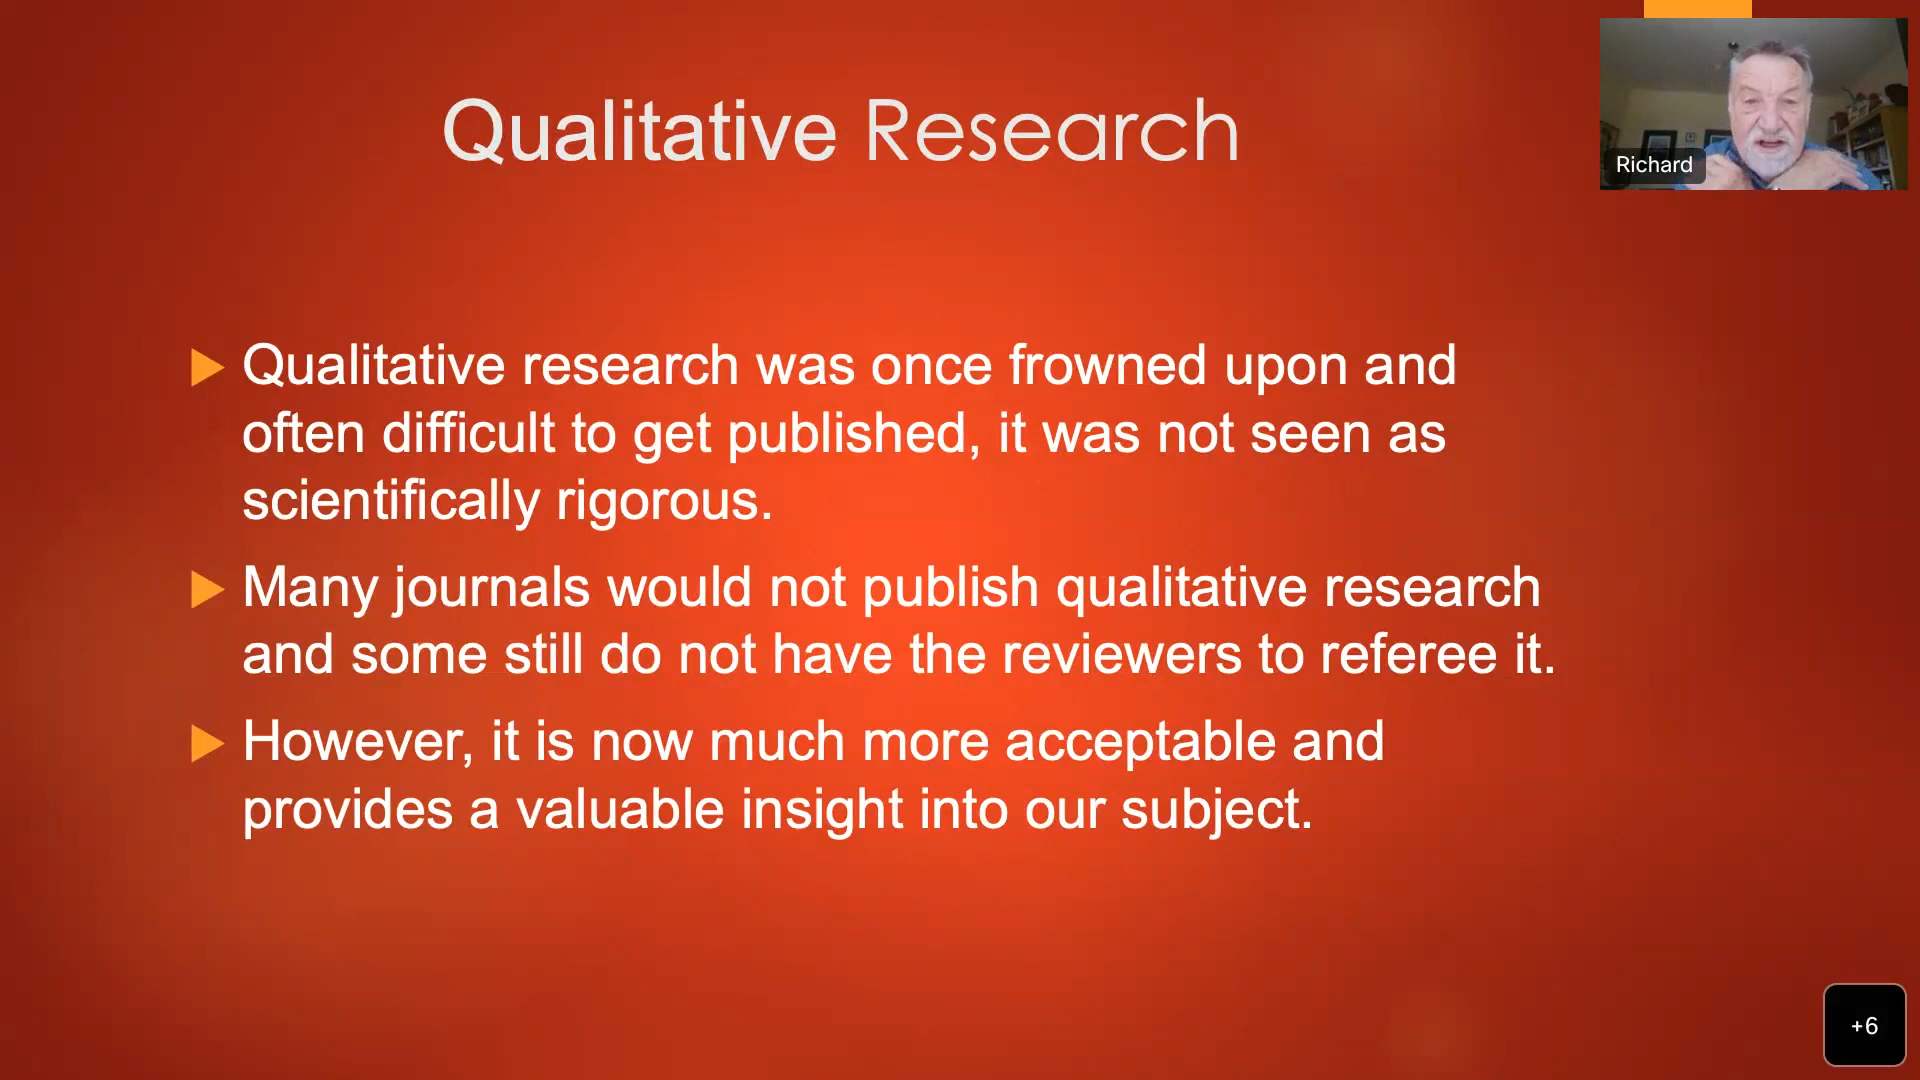 Qualitative Research
Richard
Qualitative research was once frowned upon and
often difficult to get published, it was not seen as
scientifically rigorous.
Many journals would not publish qualitative research
and some still do not have the reviewers to referee it.
However, it is now much more acceptable and
provides a valuable insight into our subject.
+6